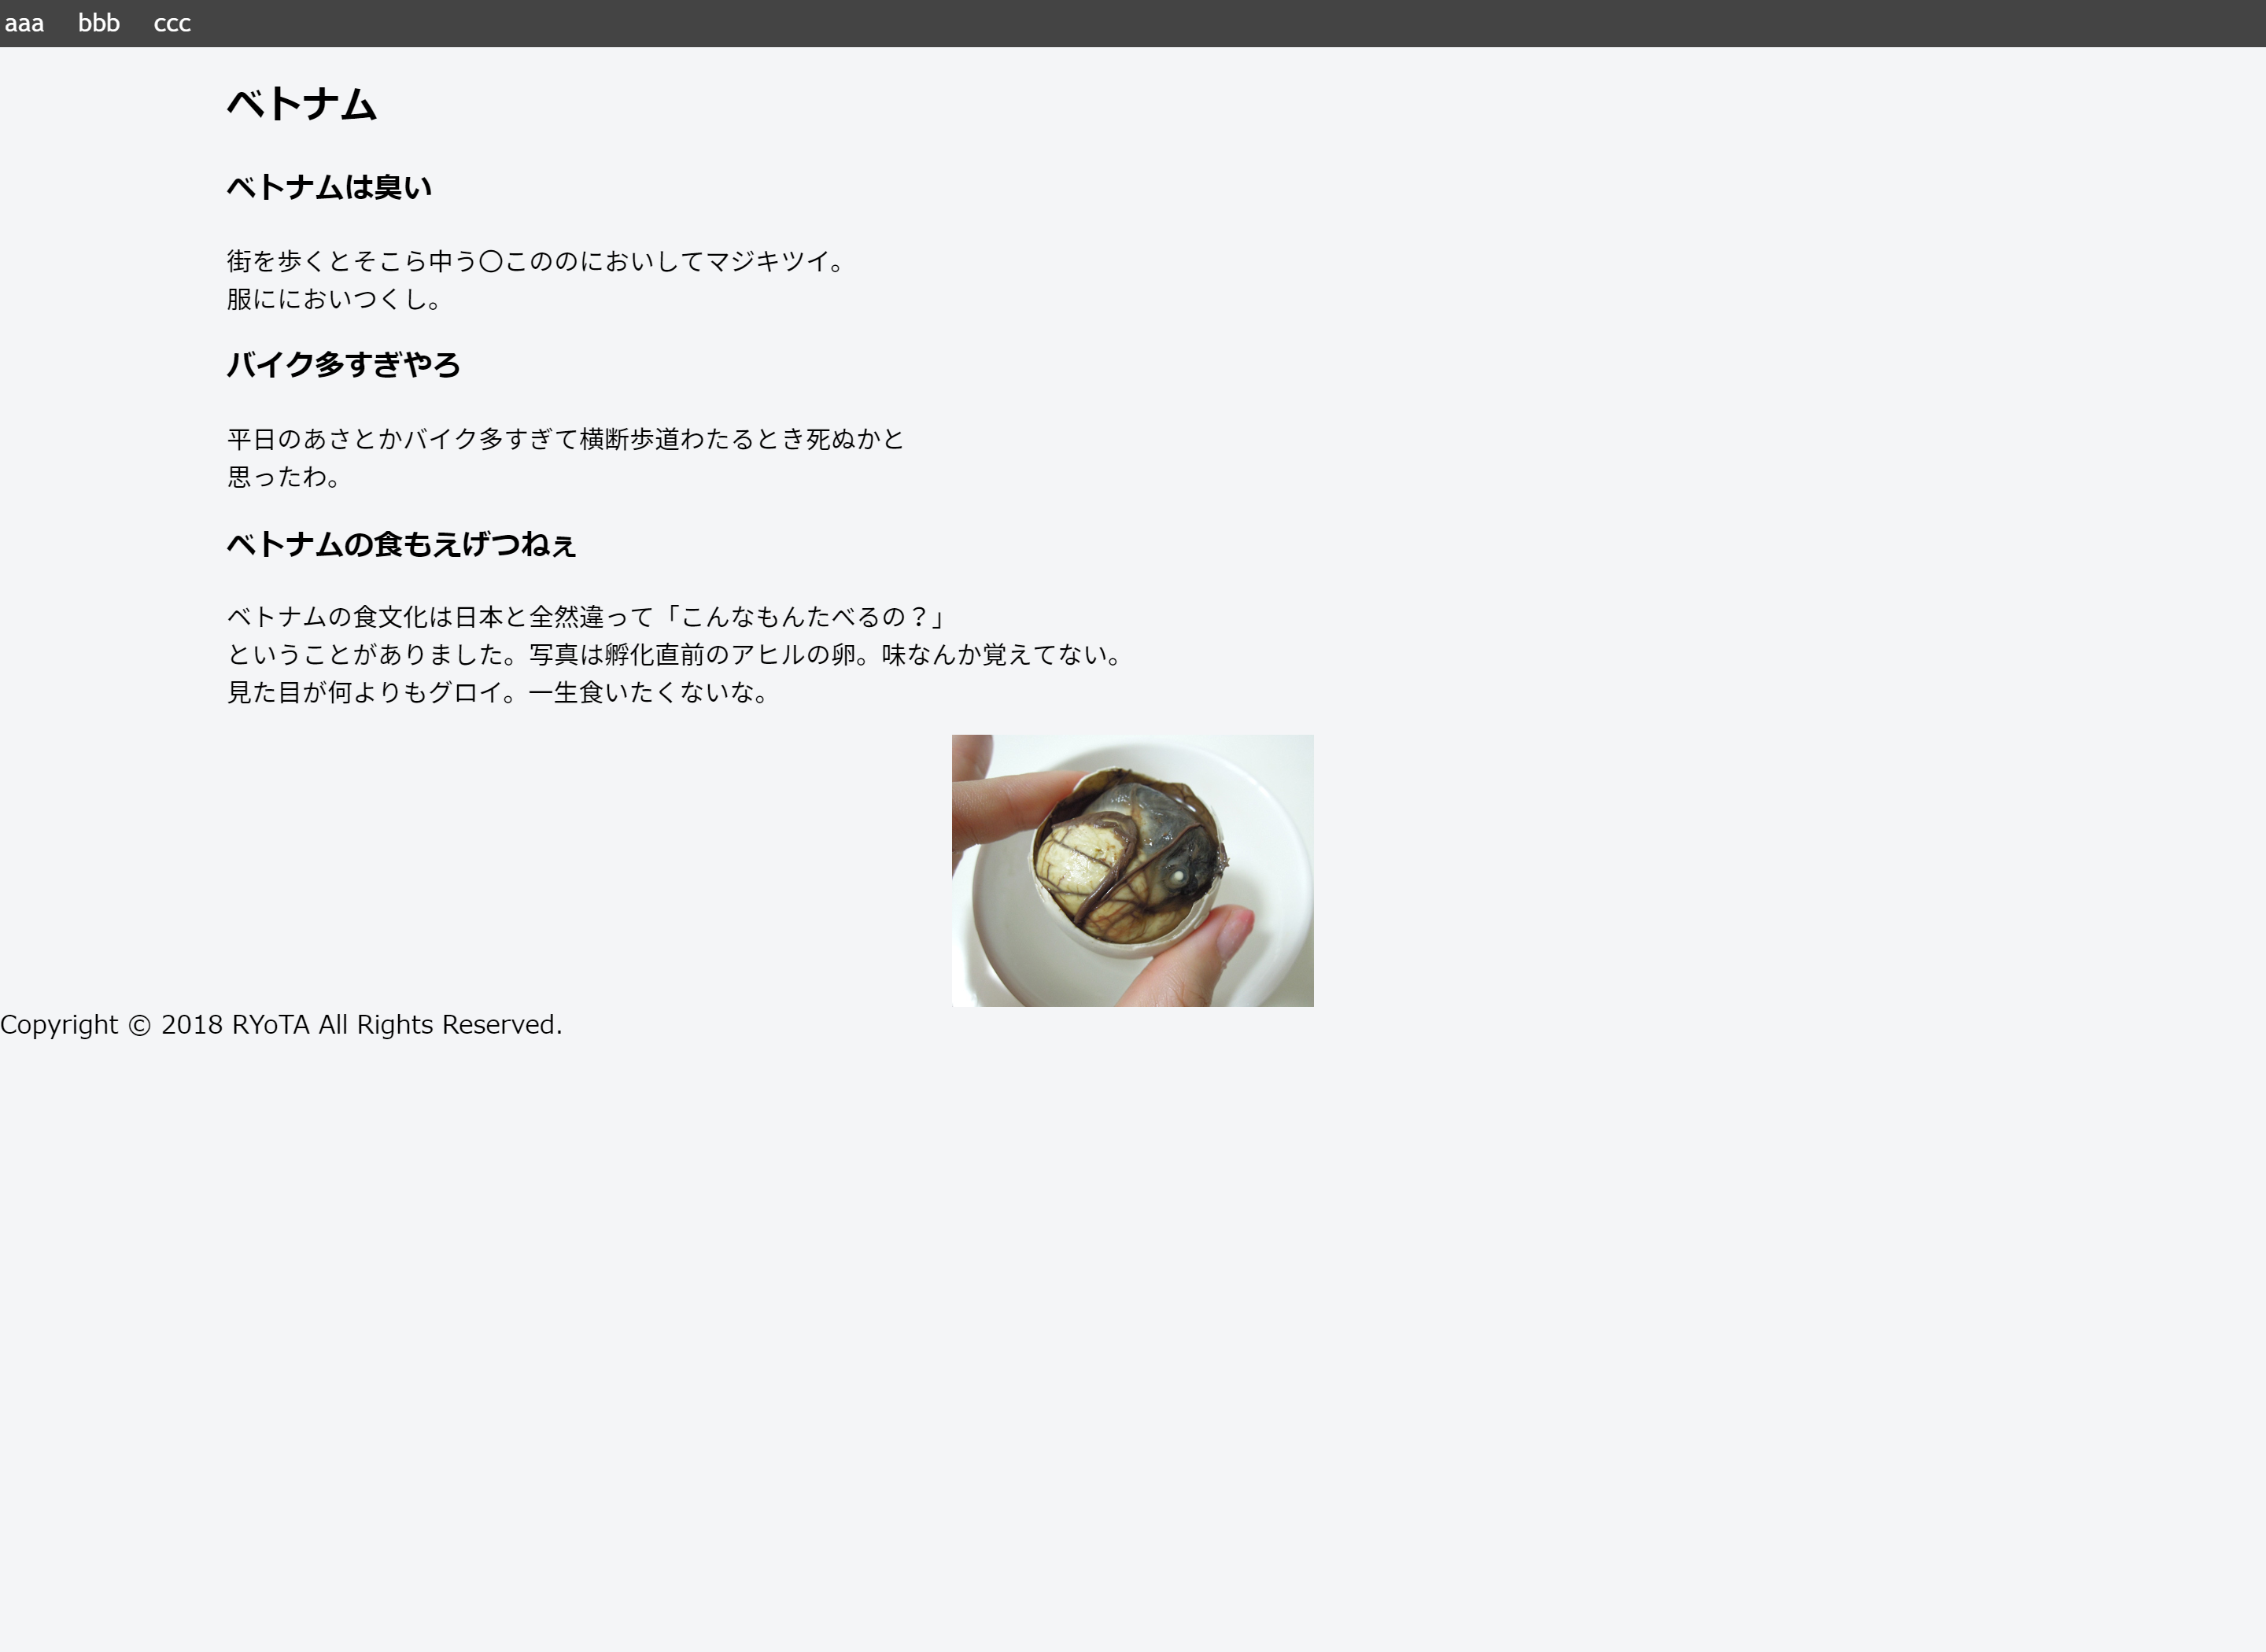 aaa bbb ccc
ベトナム
ベトナムは臭い
街を歩くとそこら中う〇こののにおいしてマジキツイ。
服ににおいつくし。
バイク多すぎやろ
平日のあさとかバイク多すぎて横断歩道わたるとき死ぬかと
思ったわ。
ベトナムの食もえげつねぇ
ベトナムの食文化は日本と全然違って「こんなもんたべるの？」
ということがありました。写真は孵化直前のアヒルの卵。味なんか覚えてない。
見た目が何よりもグロイ。一生食いたくないな。
Copyright © 2018 RYoTA All Rights Reserved.